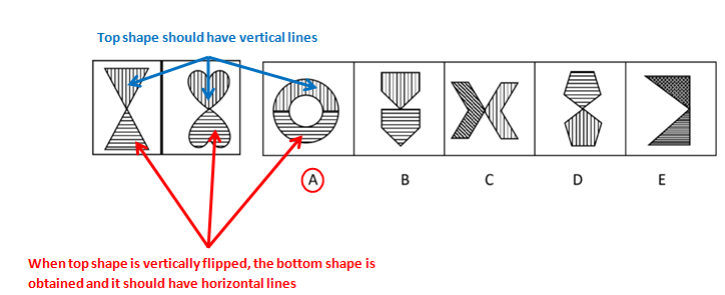 Top shape should have vertical lines
A
B
C
D
E
When top shape is vertically flipped, the bottom shape is
obtained and it should have horizontal lines